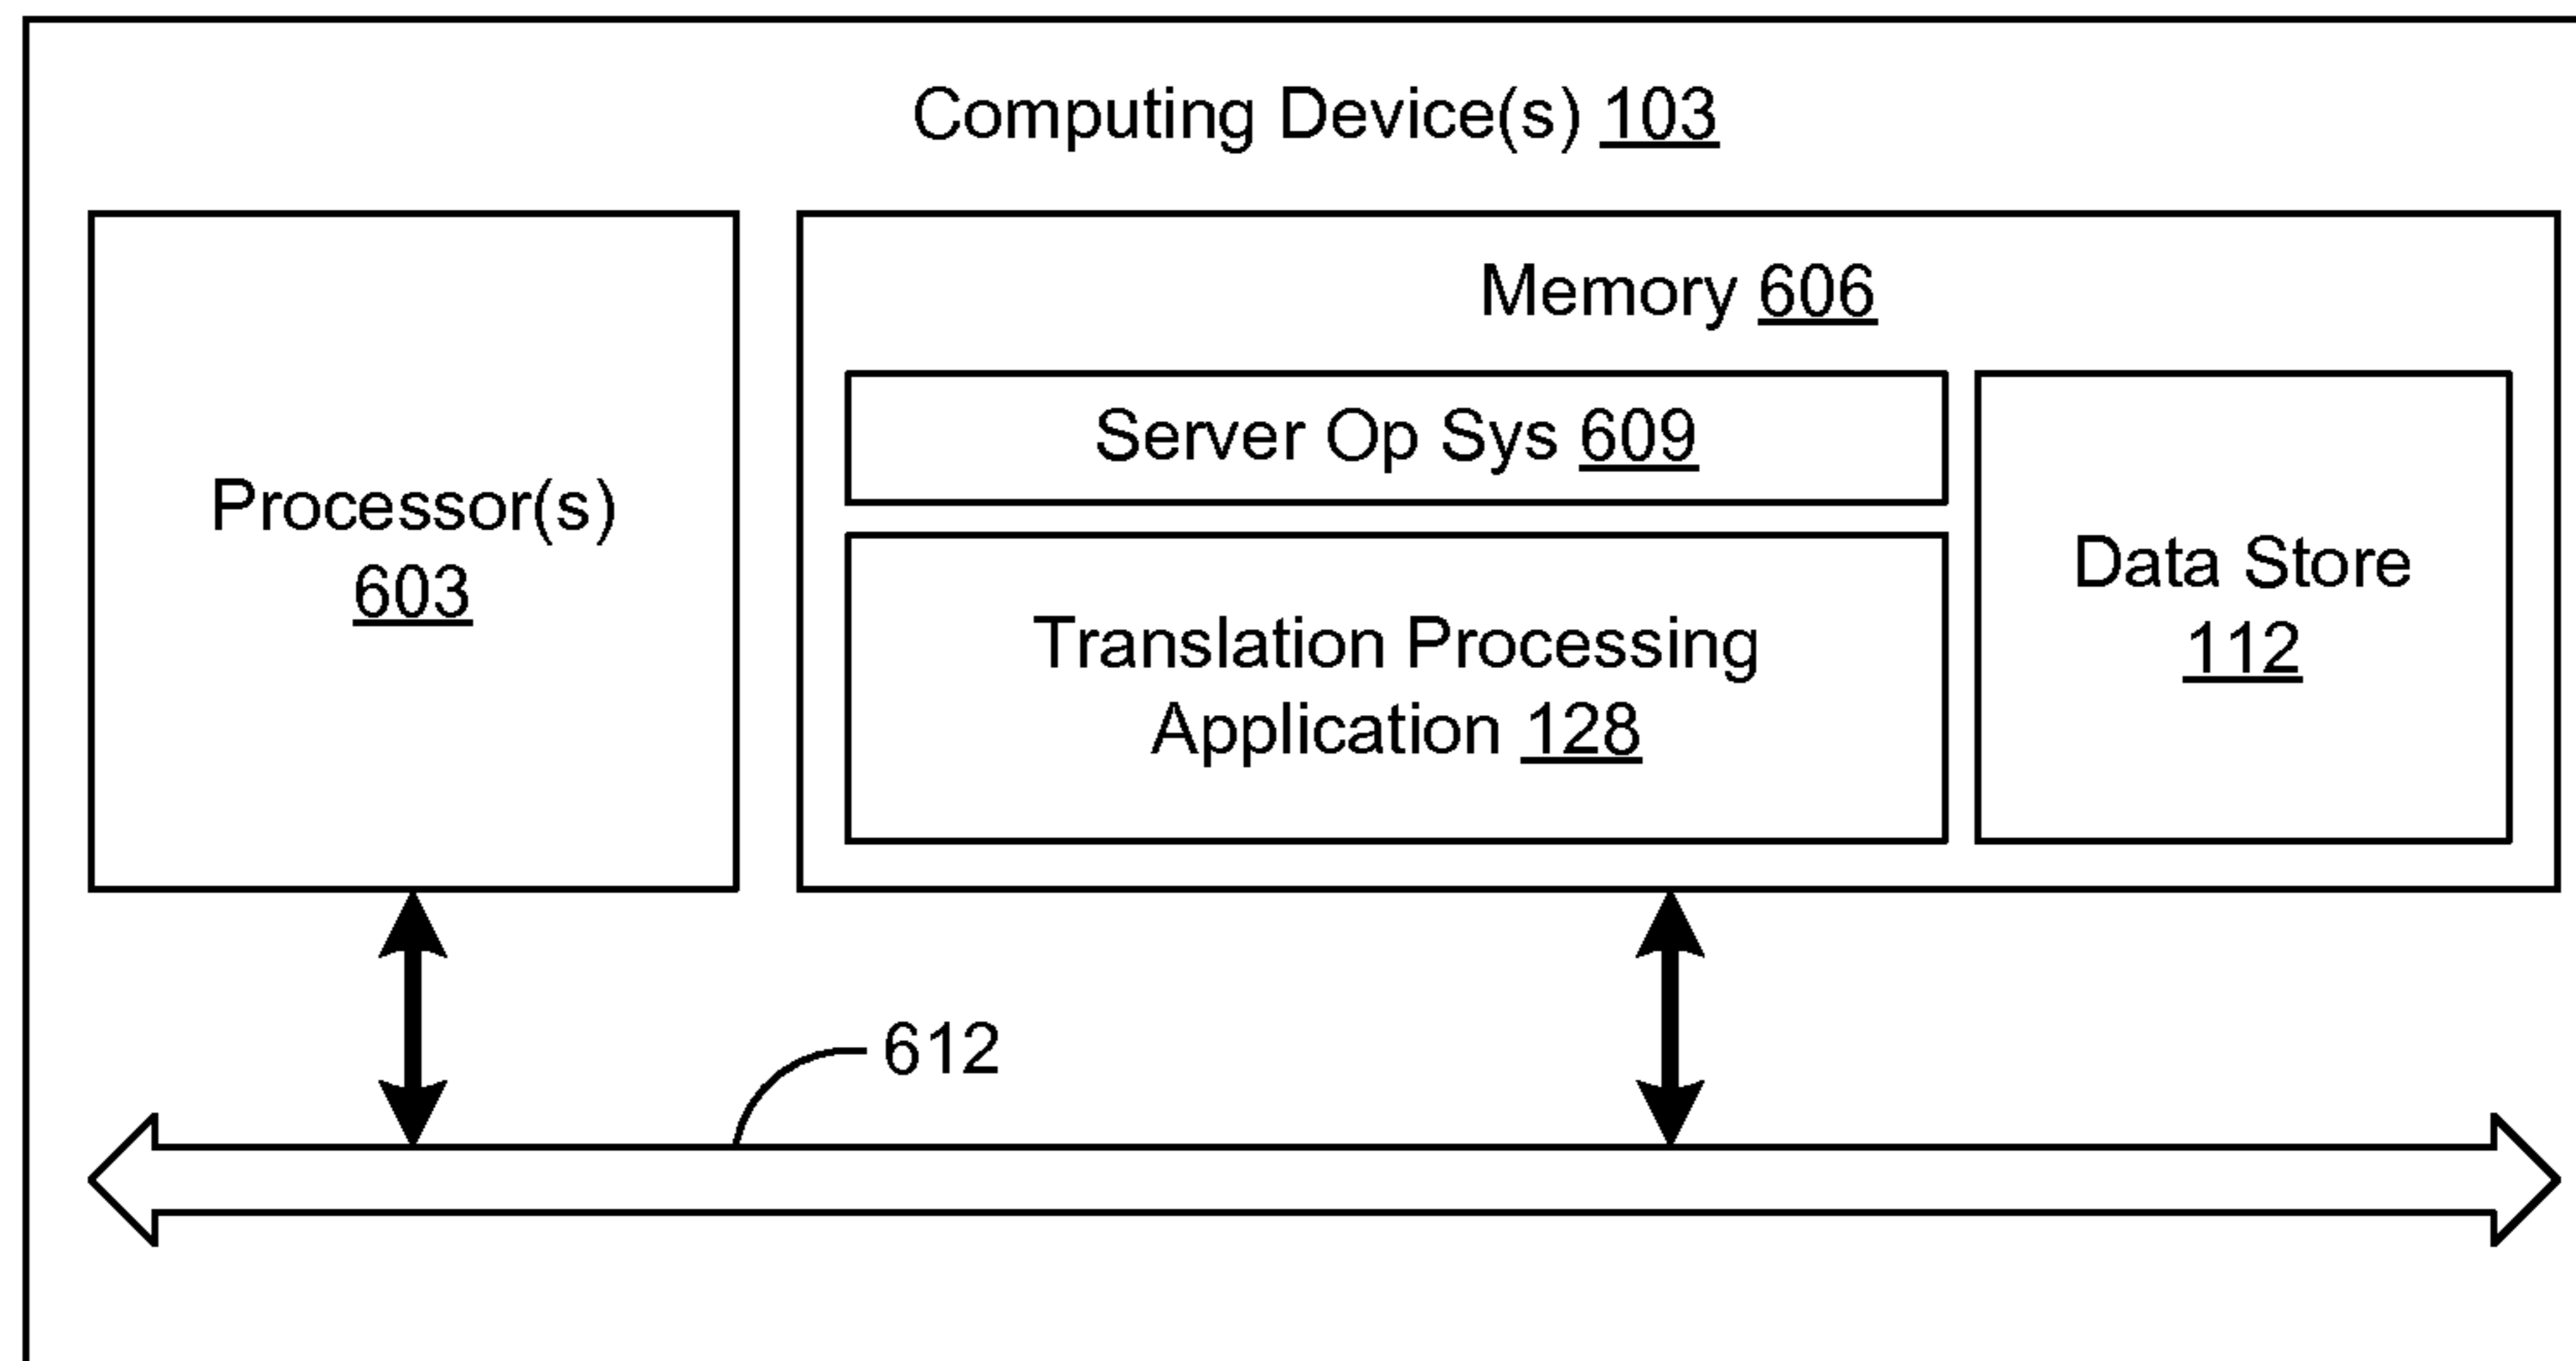 Computing Device(s) 103
Processor(s)
603
Memory 606
Server Op Sys 609
Translation Processing
Application 128
Data Store
112
612